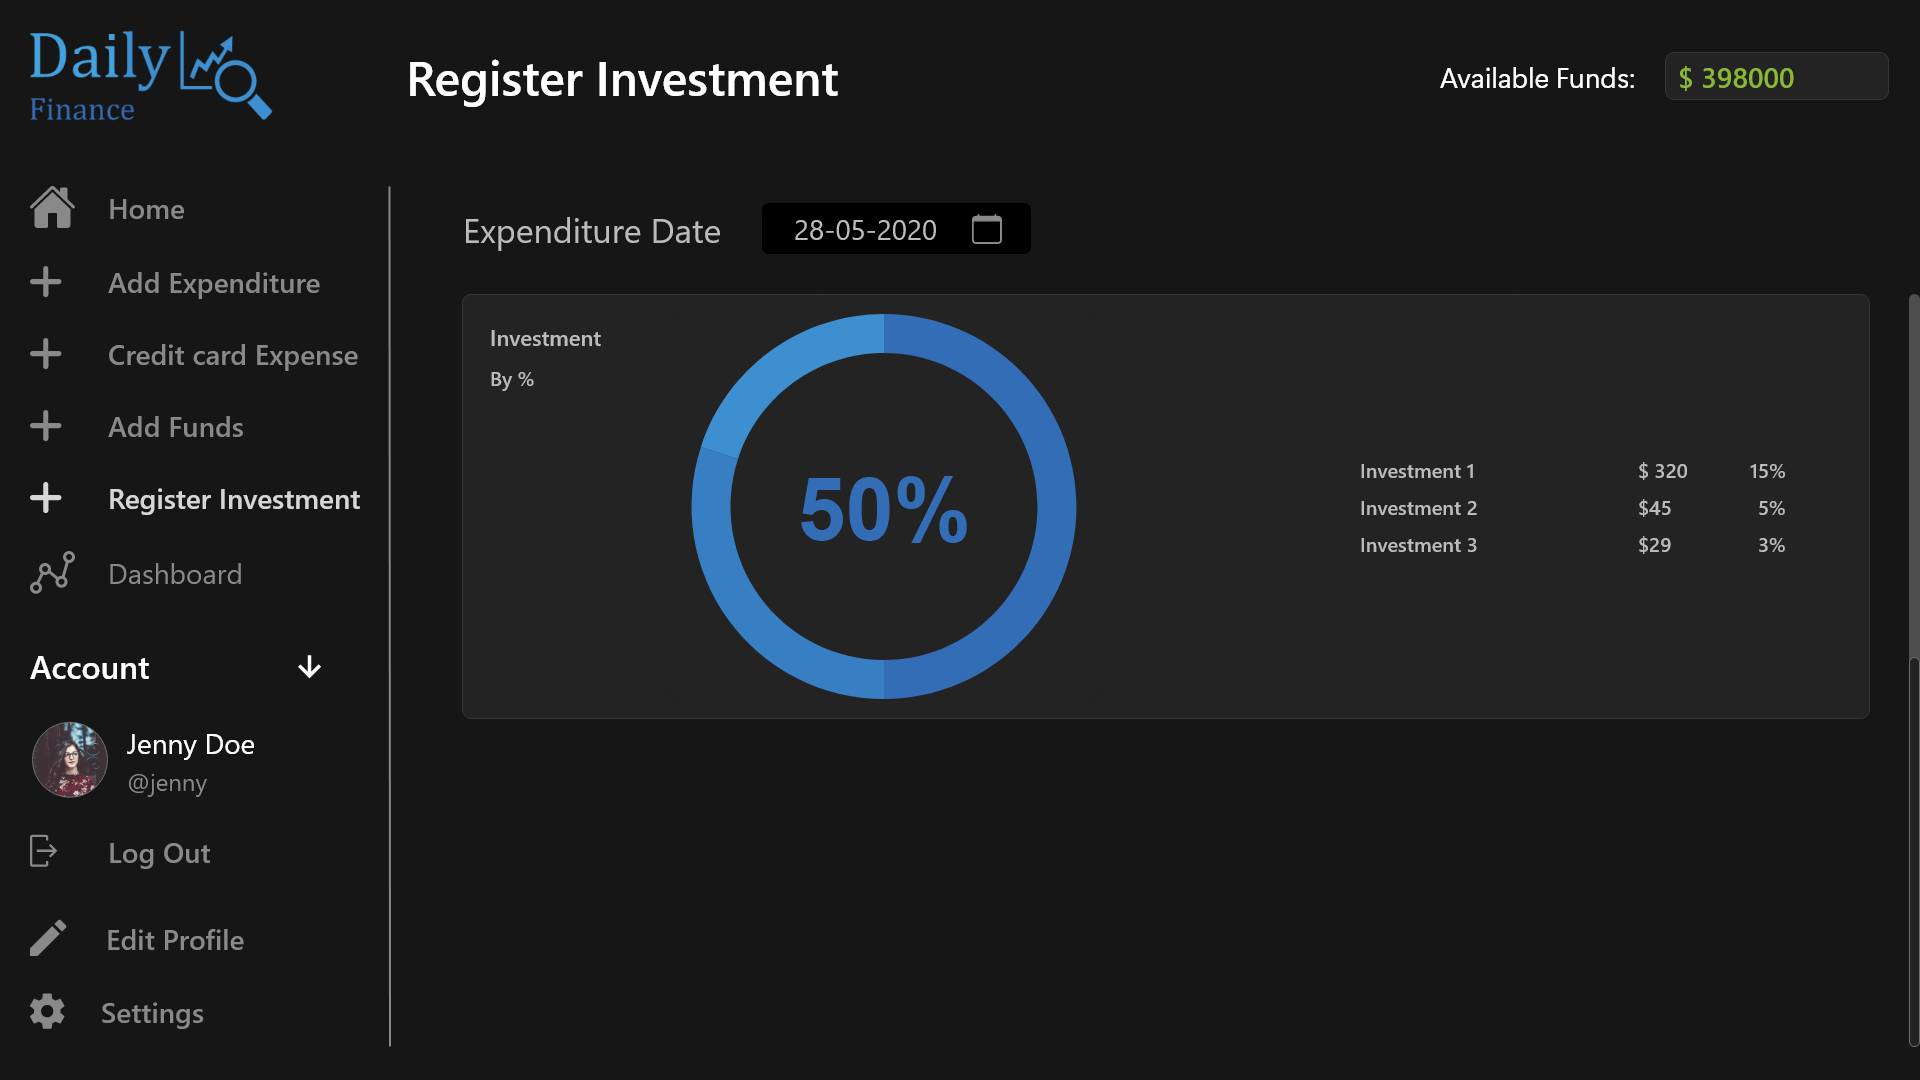 Daily
Finance
Register Investment
Available Funds: $ 398000
Home
Add Expenditure
Credit card Expense
Add Funds
Register Investment
Dashboard
Account
Jenny Doe
@jenny
Log Out
Edit Profile
Settings
Expenditure Date 28-05-2020
Investment
By %
50%
Investment 1 $ 320 15%
Investment 2 $45 5%
Investment 3 $29 3%